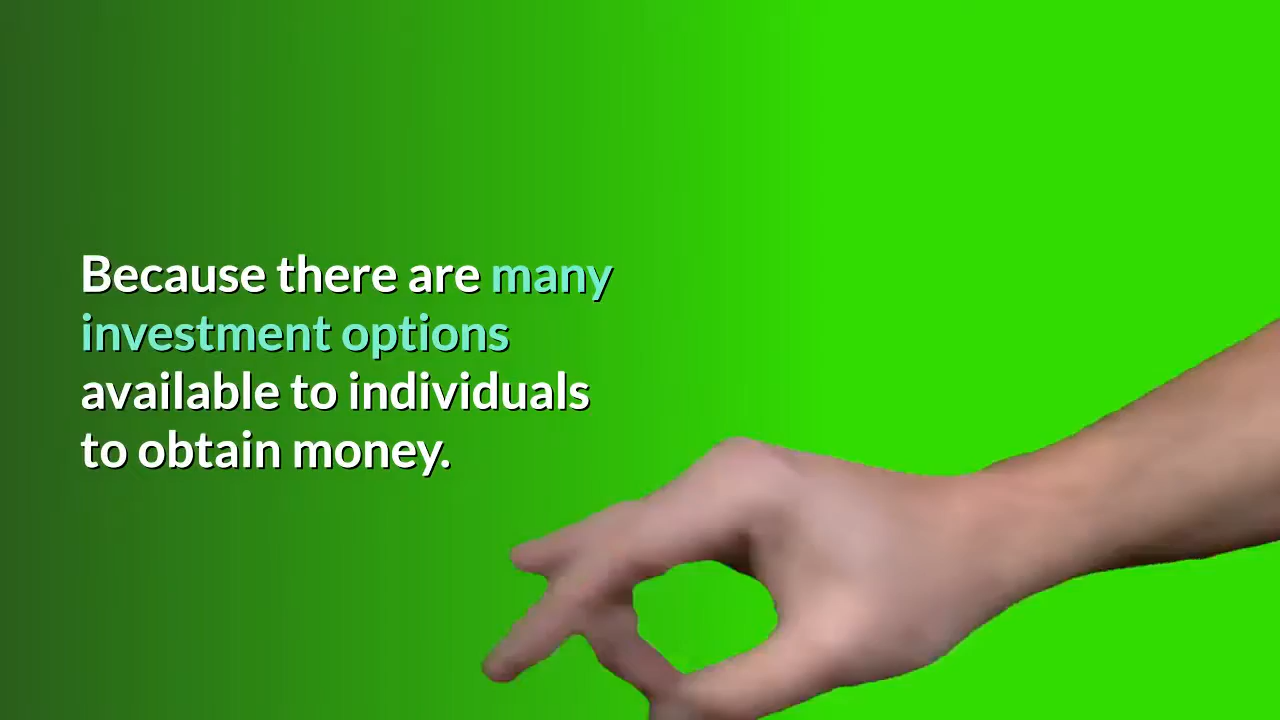 Because there are many
investment options
available to individuals
to obtain money.